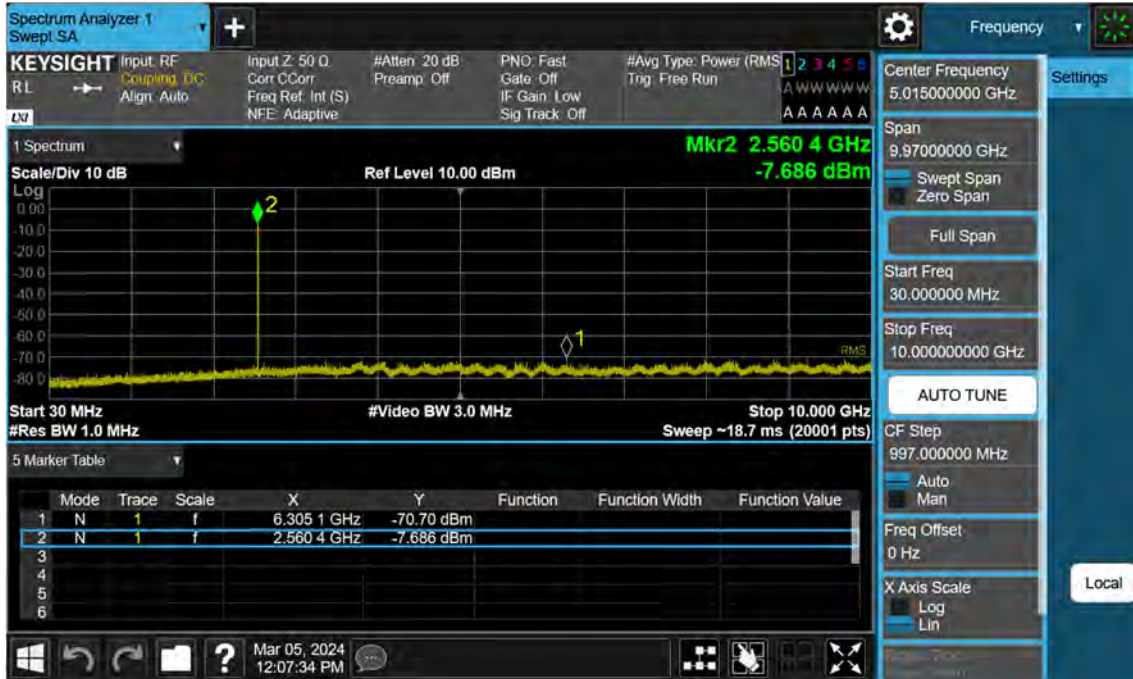 Spectrum Analyzer 1
Swept SA
Frequency
KEYSIGHT
RL
LXI
Input: RF
Coupling: DC
Align: Auto
Input Z: 50 Ω
Corr CCorr
Freq Ref: Int (S)
NFE: Adaptive
#Atten: 20 dB
Preamp: Off
PNO: Fast
Gate: Off
IF Gain: Low
Sig Track: Off
#Avg Type: Power (RMS
Trig: Free Run
1 2 3 4 5 6
A W W W W W
A A A A A A
1 Spectrum
Scale/Div 10 dB
Ref Level 10.00 dBm
Mkr2 2.560 4 GHz
-7.686 dBm
Log
0.00
-10.0
-20.0
-30.0
-40.0
-50.0
-60.0
-70.0
-80.0
2
1
RMS
Start 30 MHz
#Video BW 3.0 MHz
Stop 10.000 GHz
#Res BW 1.0 MHz
Sweep ~18.7 ms (20001 pts)
5 Marker Table
Mode Trace Scale X Y Function Function Width Function Value
1 N 1 f 6.305 1 GHz -70.70 dBm
2 N 1 f 2.560 4 GHz -7.686 dBm
3
4
5
6
Mar 05, 2024
12:07:34 PM
Center Frequency
5.015000000 GHz
Settings
Span
9.97000000 GHz
Swept Span
Zero Span
Full Span
Start Freq
30.000000 MHz
Stop Freq
10.000000000 GHz
AUTO TUNE
CF Step
997.000000 MHz
Auto
Man
Freq Offset
0 Hz
X Axis Scale
Log
Lin
Local